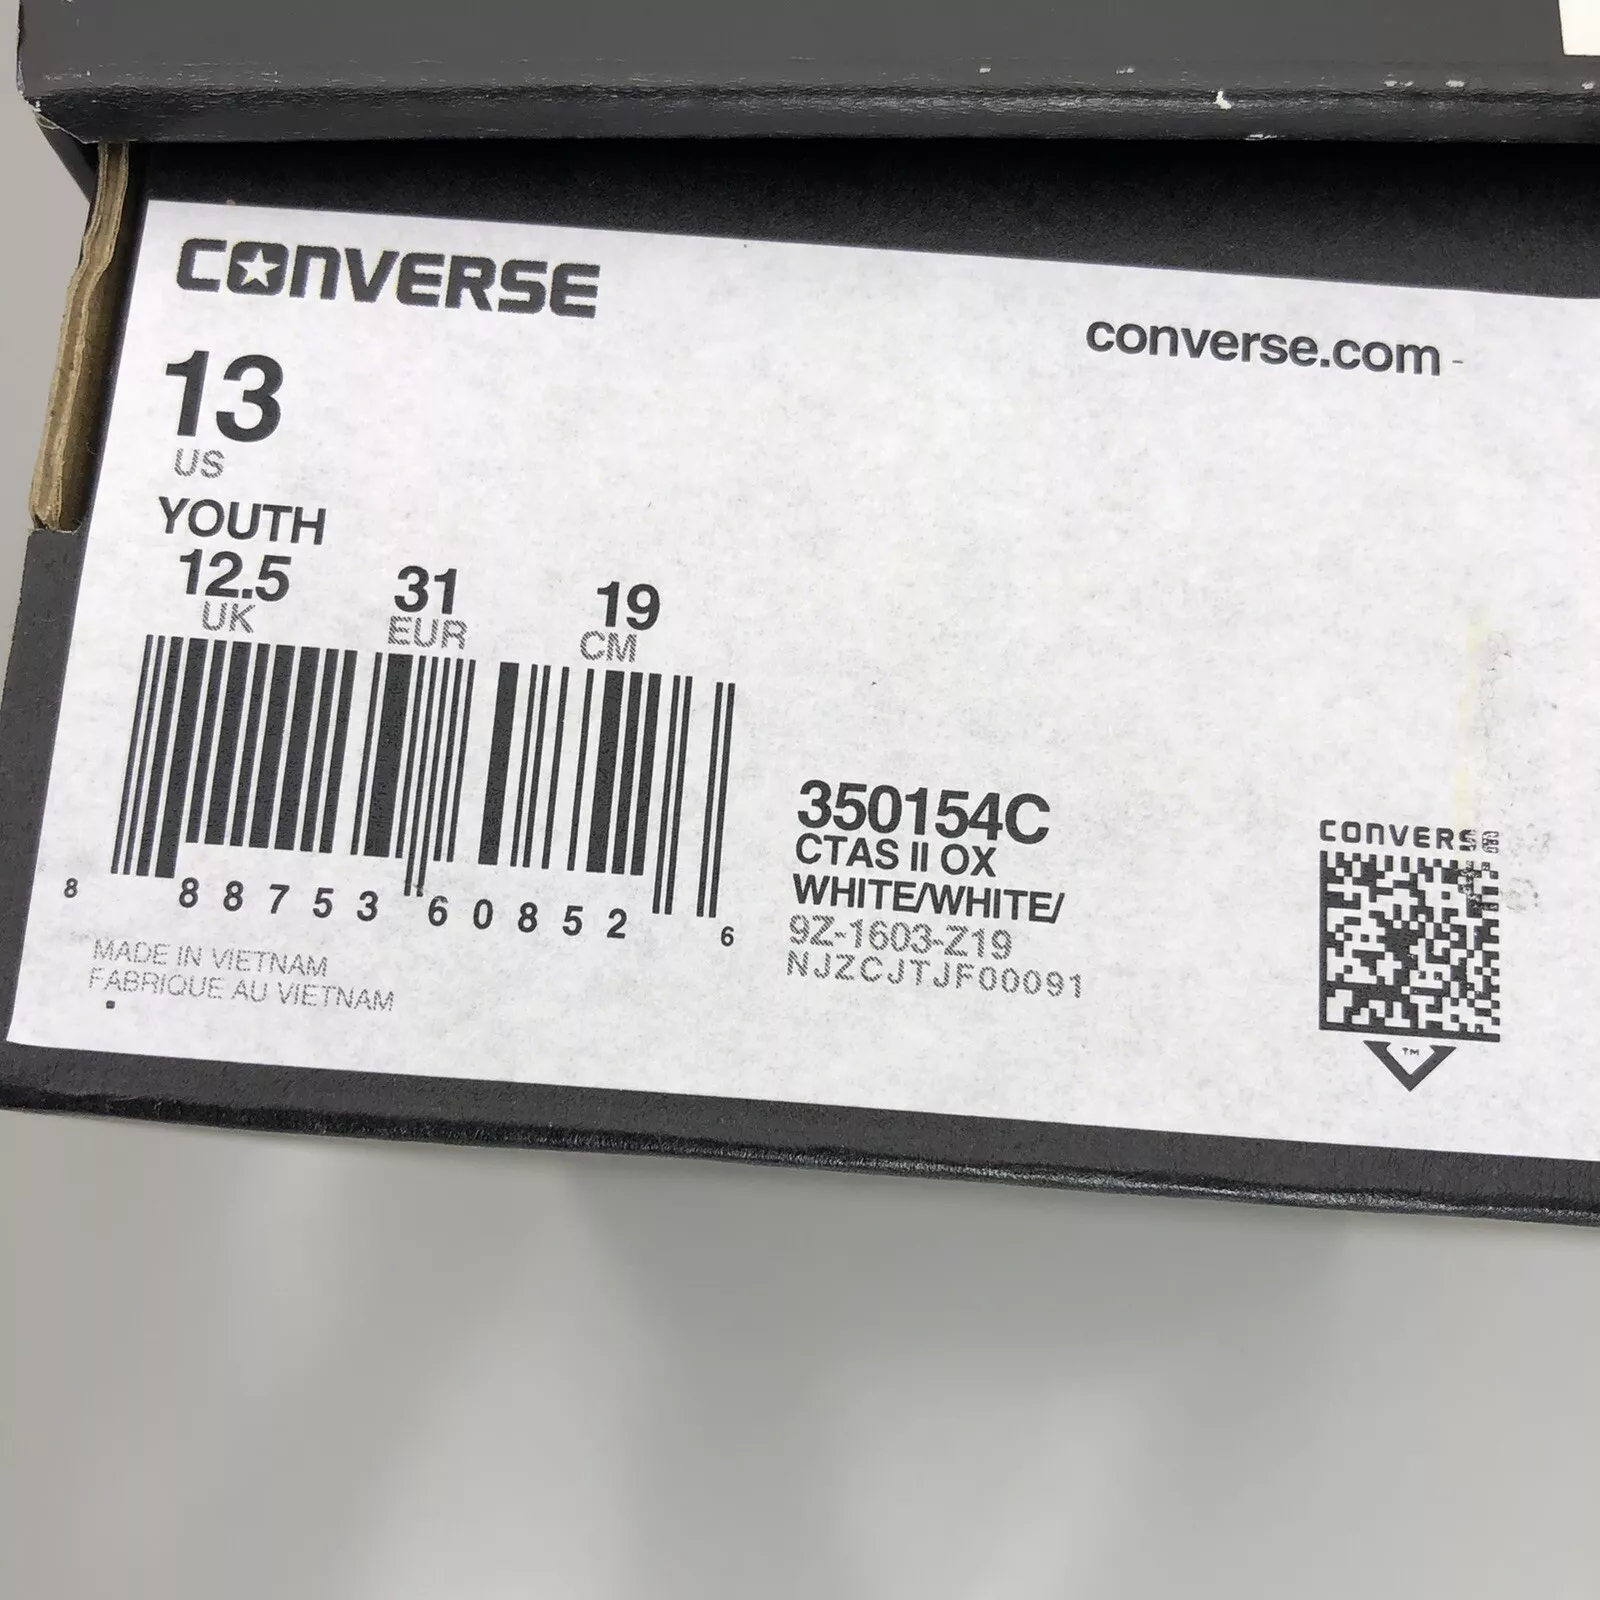 CONVERSE
converse.com -
13
US
YOUTH
12.5 31 19
UK EUR CM
8 88753 60852 6
MADE IN VIETNAM
FABRIQUE AU VIETNAM
350154C
CTAS II OX
WHITE/WHITE/
9Z-1603-Z19
NJZCJTJF00091
CONVERSE
TM